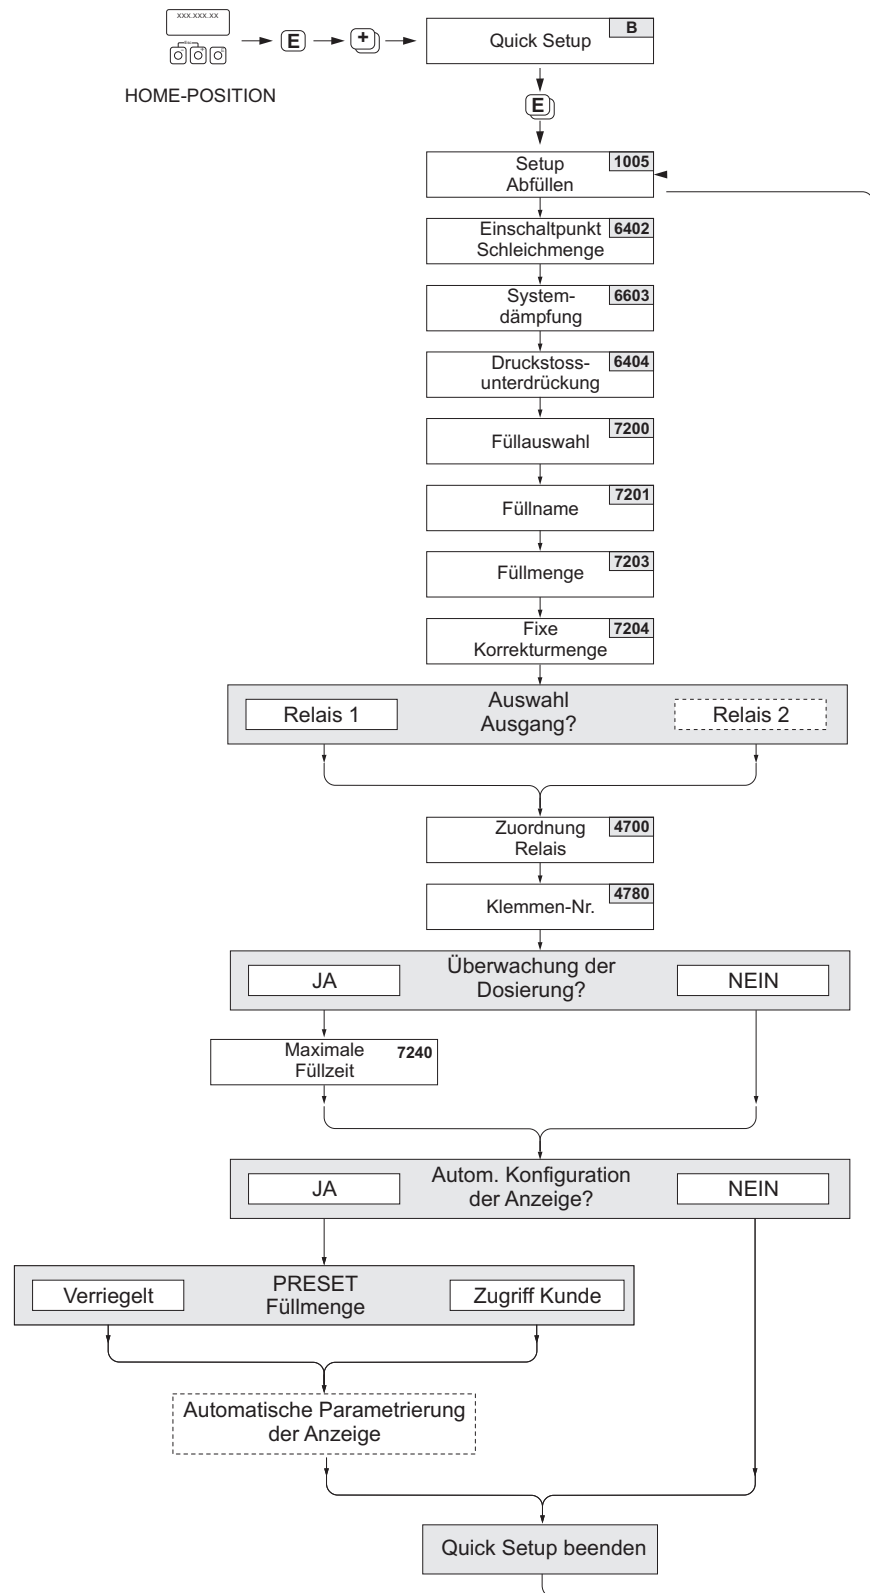 xxx.xxx.xx
Esc
E
+
HOME-POSITION
Quick Setup
B
E
Setup
Abfüllen
1005
Einschaltpunkt
Schleichmenge
6402
System-
dämpfung
6603
Druckstoss-
unterdrückung
6404
Füllauswahl
7200
Füllname
7201
Füllmenge
7203
Fixe
Korrekturmenge
7204
Auswahl
Ausgang?
Relais 1
Relais 2
Zuordnung
Relais
4700
Klemmen-Nr.
4780
Überwachung der
Dosierung?
JA
NEIN
Maximale
Füllzeit
7240
Autom. Konfiguration
der Anzeige?
JA
NEIN
PRESET
Füllmenge
Verriegelt
Zugriff Kunde
Automatische Parametrierung
der Anzeige
Quick Setup beenden